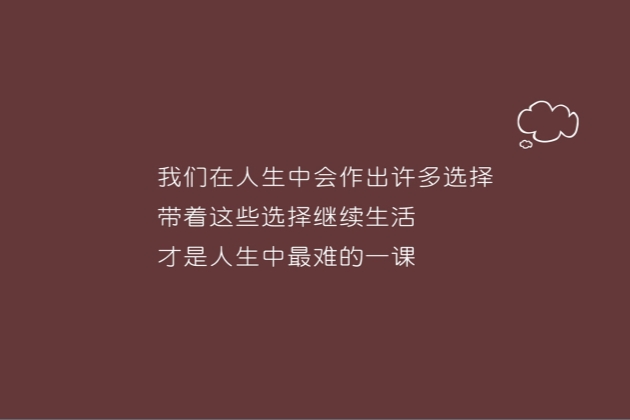 我们在人生中会作出许多选择
带着这些选择继续生活
才是人生中最难的一课